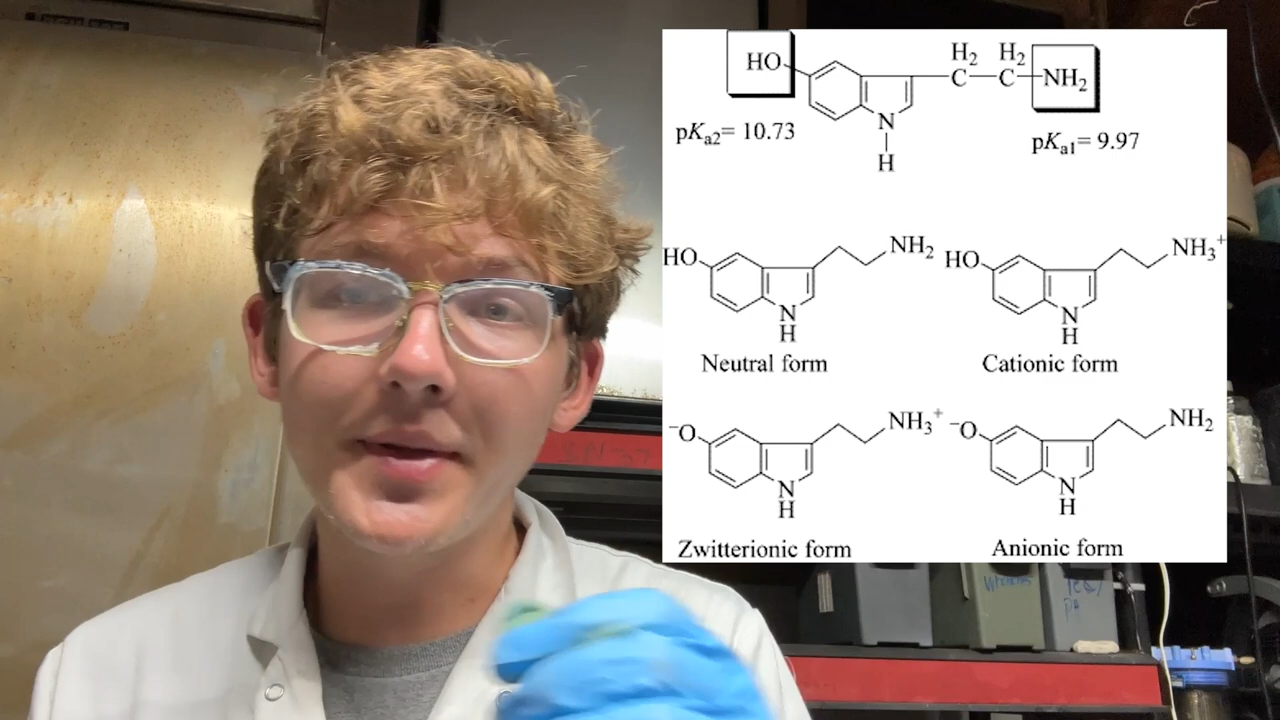 H₂ H₂
HO C C NH₂
pKa2= 10.73
N
H
pKa1= 9.97
HO NH₂
N
H
Neutral form
HO NH₃⁺
N
H
Cationic form
⁻O NH₃⁺
N
H
Zwitterionic form
⁻O NH₂
N
H
Anionic form